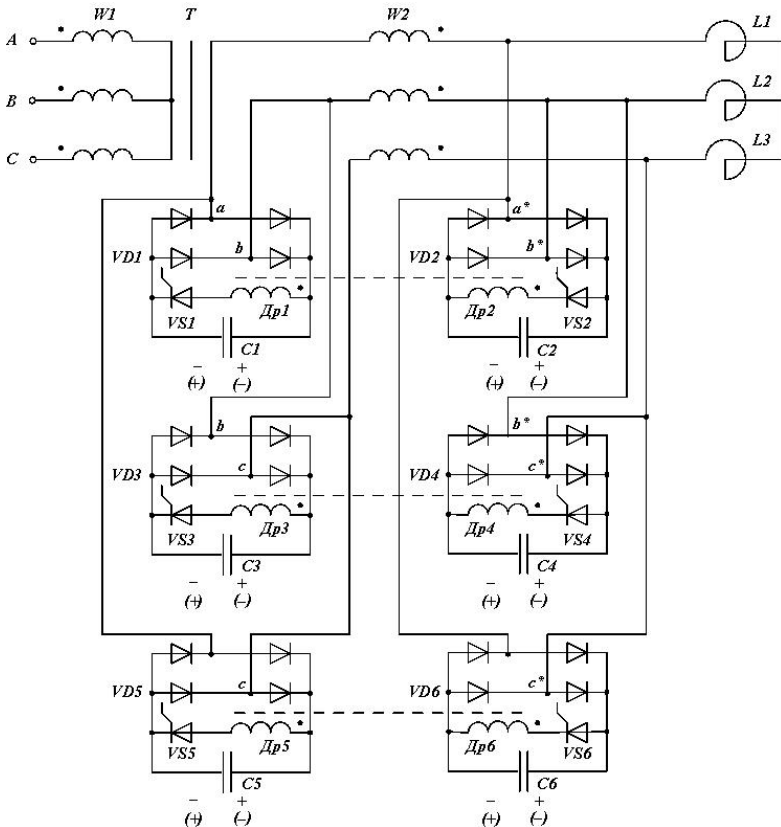 W1 T W2 L1
A
L2
B
L3
C
a a*
VD1 b VD2 b*
VS1 Др1 Др2 VS2
C1 C2
− + − +
(+) (−) (+) (−)
b b*
VD3 c VD4 c*
VS3 Др3 Др4 VS4
C3 C4
− + − +
(+) (−) (+) (−)
VD5 c VD6 c*
VS5 Др5 Др6 VS6
C5 C6
− + − +
(+) (−) (+) (−)